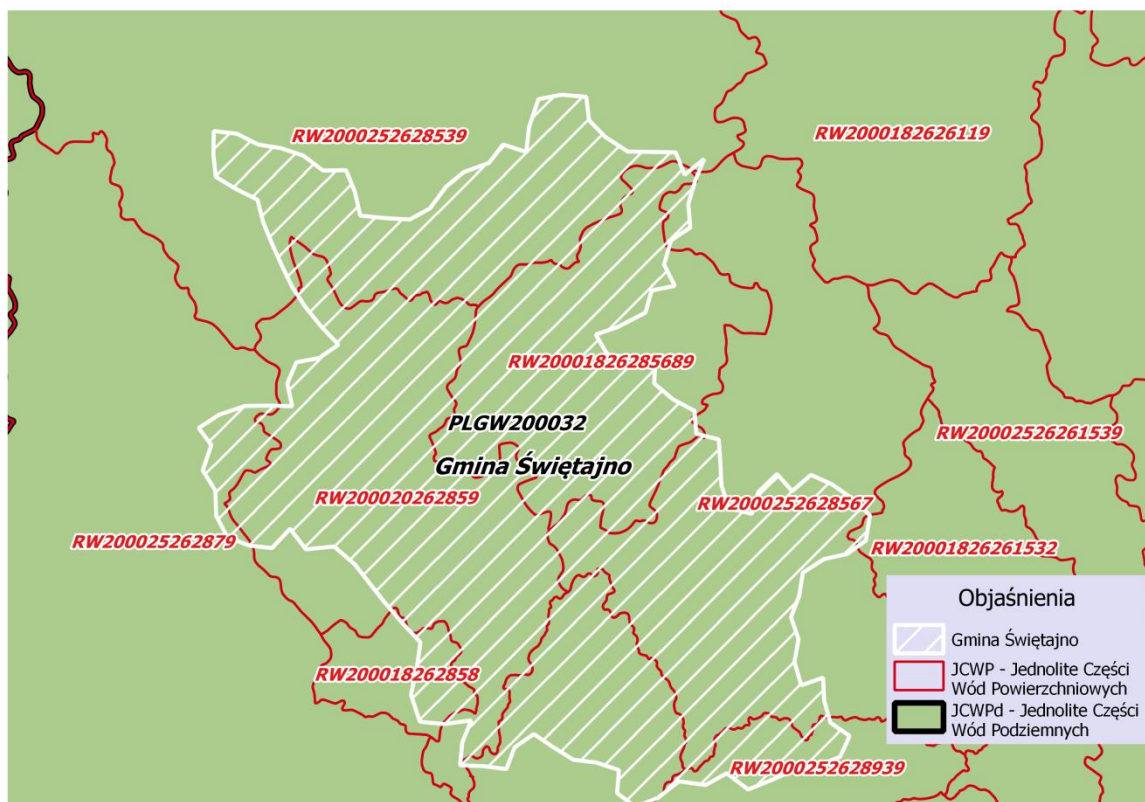 RW2000252628539
RW2000182626119
RW20001826285689
PLGW200032
RW20002526261539
Gmina Świętajno
RW200020262859
RW2000252628567
RW200025262879
RW20001826261532
Objaśnienia
Gmina Świętajno
JCWP - Jednolite Części
Wód Powierzchniowych
JCWPd - Jednolite Części
Wód Podziemnych
RW200018262858
RW2000252628939